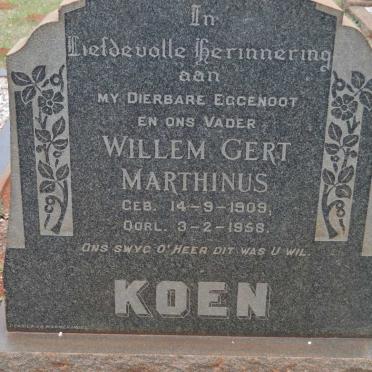 In
Liefdevolle Herinnering
aan
MY DIERBARE EGGENOOT
EN ONS VADER
WILLEM GERT
MARTHINUS
GEB. 14-9-1909,
OORL. 3-2-1958.
ONS SWYG O' HEER DIT WAS U WIL.
KOEN